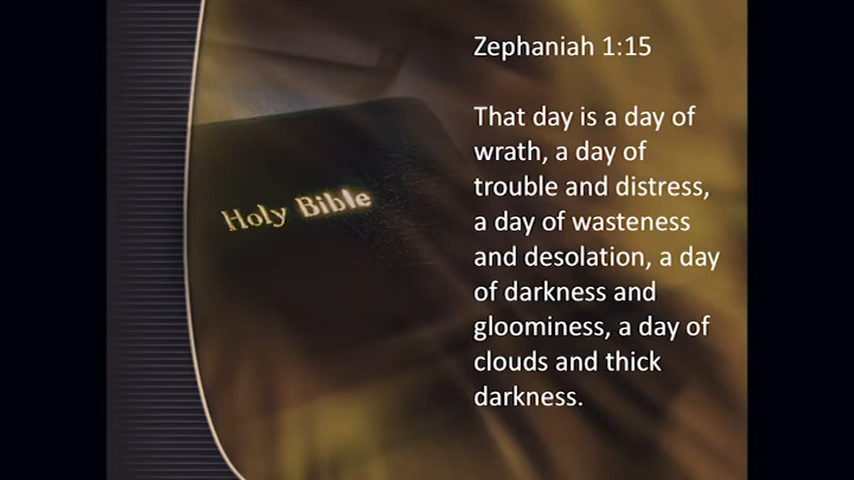 Holy Bible
Zephaniah 1:15
That day is a day of
wrath, a day of
trouble and distress,
a day of wasteness
and desolation, a day
of darkness and
gloominess, a day of
clouds and thick
darkness.